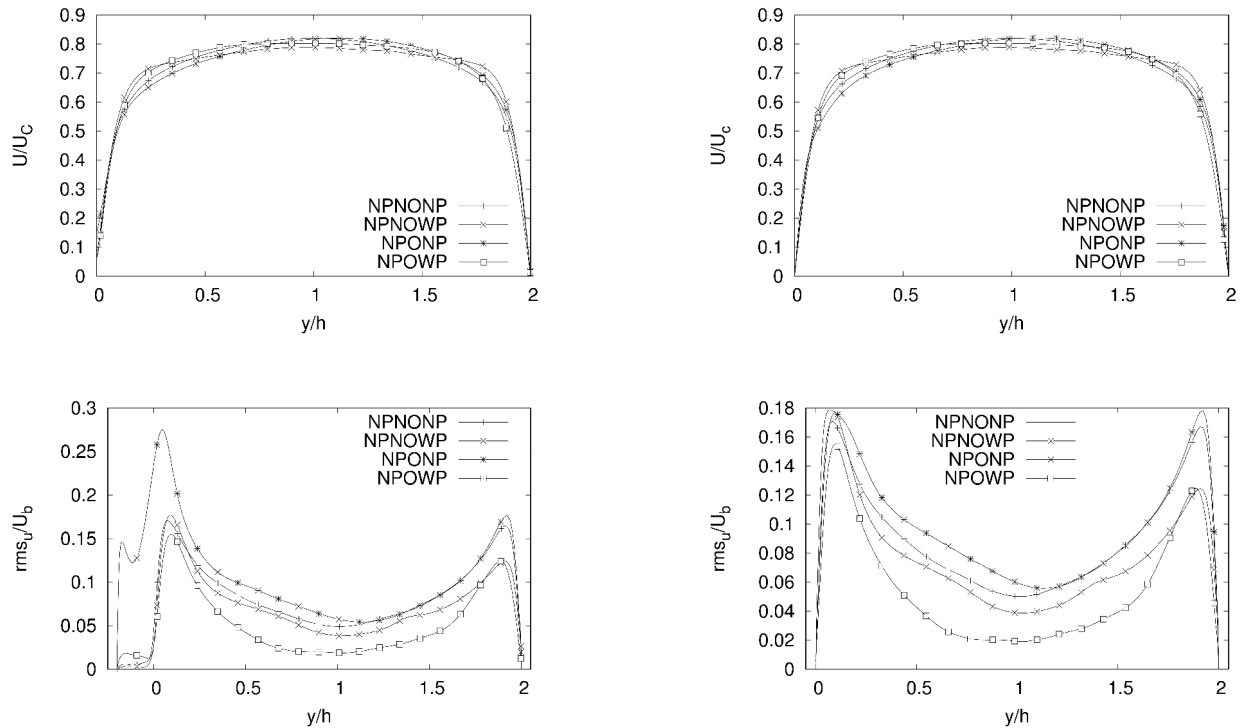 0.9
0.8
0.7
0.6
0.5
0.4
0.3
0.2
0.1
0
U/U_C
NPNONP
NPNOWP
NPONP
NPOWP
0 0.5 1 1.5 2
y/h
0.9
0.8
0.7
0.6
0.5
0.4
0.3
0.2
0.1
0
U/U_c
NPNONP
NPNOWP
NPONP
NPOWP
0 0.5 1 1.5 2
y/h
0.3
0.25
0.2
0.15
0.1
0.05
0
rms_u/U_b
NPNONP
NPNOWP
NPONP
NPOWP
0 0.5 1 1.5 2
y/h
0.18
0.16
0.14
0.12
0.1
0.08
0.06
0.04
0.02
0
rms_u/U_b
NPNONP
NPNOWP
NPONP
NPOWP
0 0.5 1 1.5 2
y/h